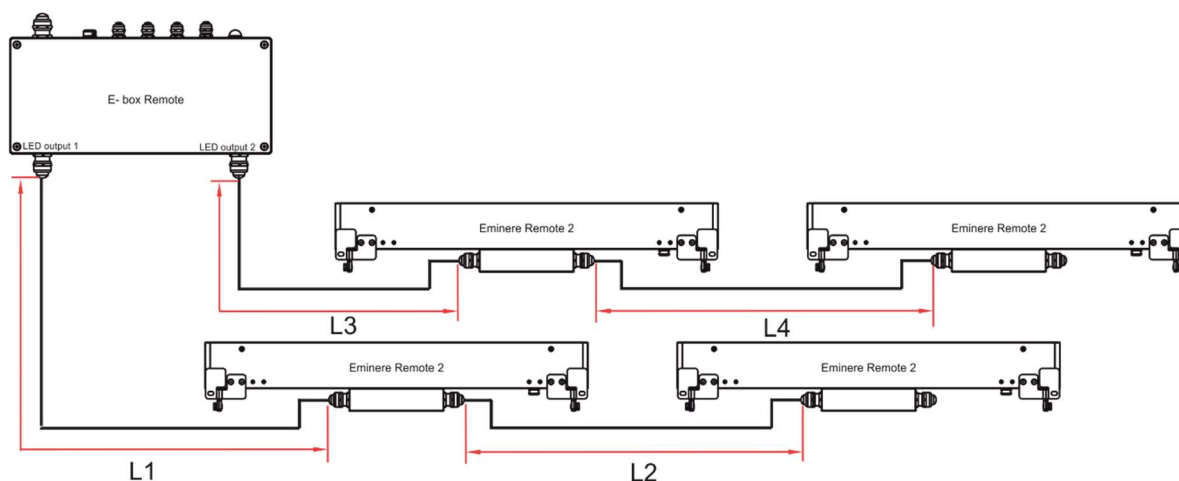 E- box Remote
LED output 1
LED output 2
Eminere Remote 2
Eminere Remote 2
L3
L4
Eminere Remote 2
Eminere Remote 2
L1
L2